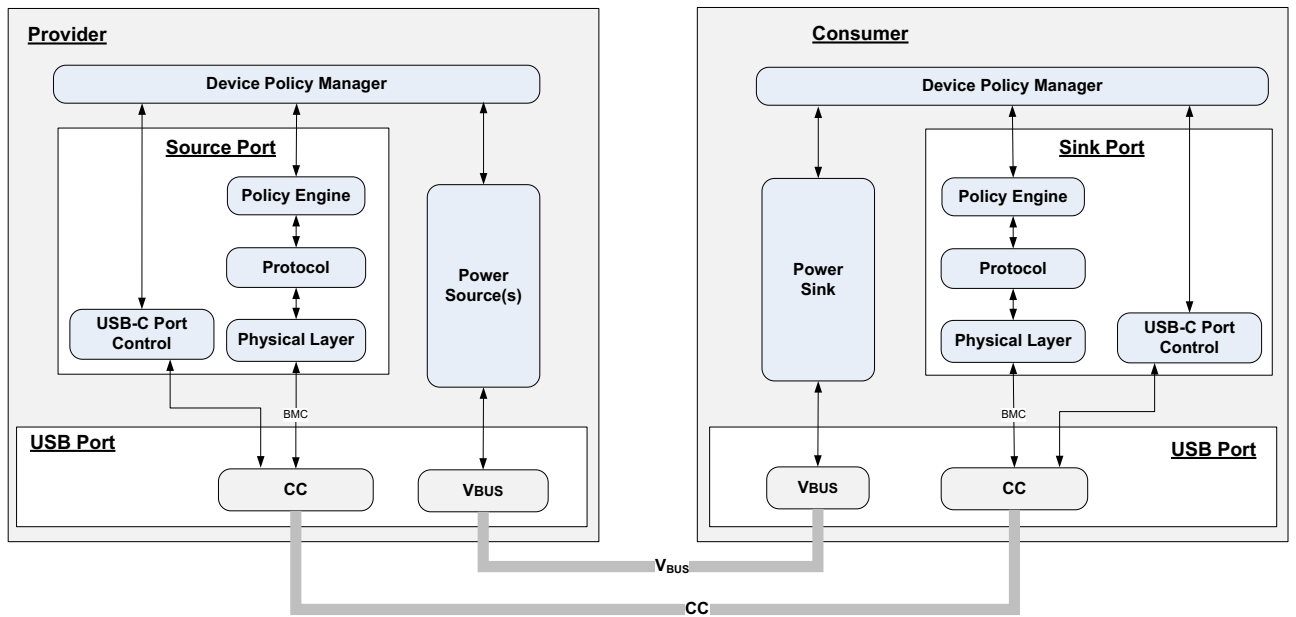 Provider
Device Policy Manager
Source Port
Policy Engine
Protocol
Power
Source(s)
USB-C Port
Control
Physical Layer
BMC
USB Port
CC
VBUS
Consumer
Device Policy Manager
Sink Port
Policy Engine
Power
Sink
Protocol
Physical Layer
USB-C Port
Control
BMC
USB Port
VBUS
CC
VBUS
CC